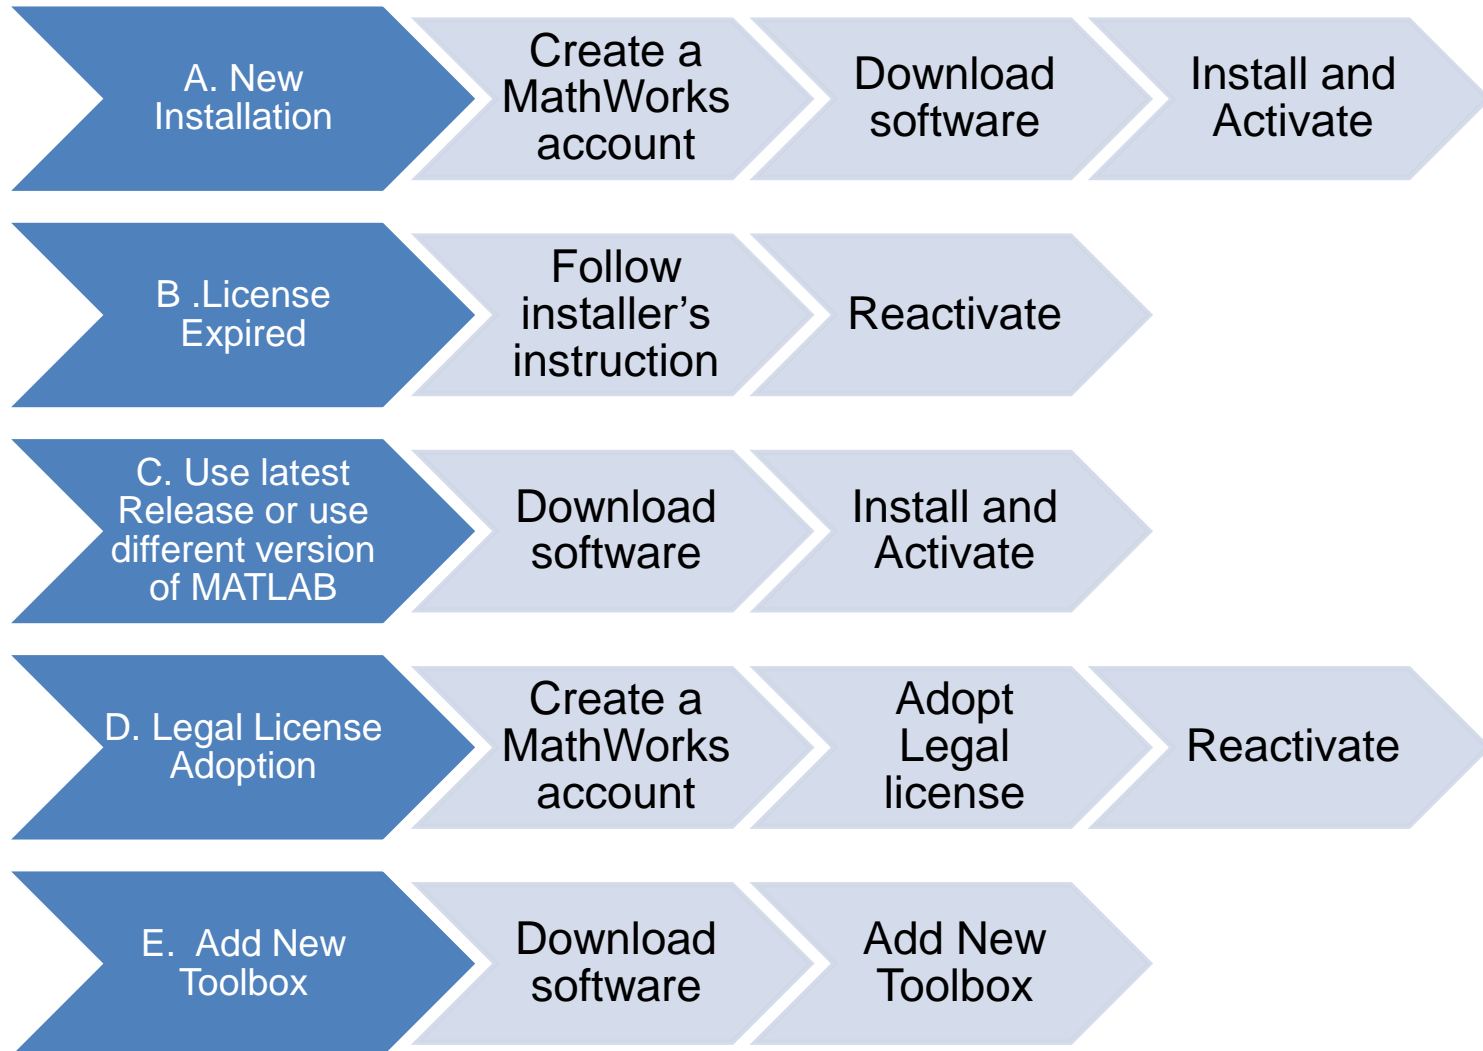 A. New
Installation
Create a
MathWorks
account
Download
software
Install and
Activate
B .License
Expired
Follow
installer’s
instruction
Reactivate
C. Use latest
Release or use
different version
of MATLAB
Download
software
Install and
Activate
D. Legal License
Adoption
Create a
MathWorks
account
Adopt
Legal
license
Reactivate
E.  Add New
Toolbox
Download
software
Add New
Toolbox